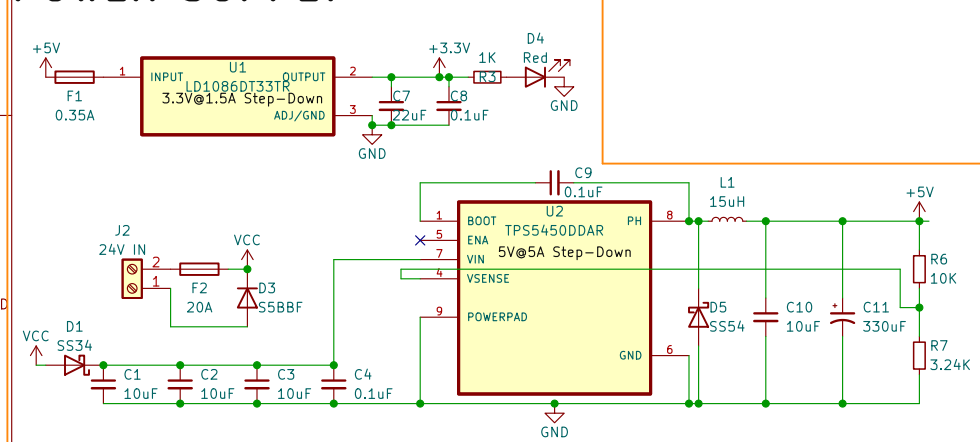 POWER SUPPLY
+5V
F1
0.35A
1
INPUT
U1
LD1086DT33TR
3.3V@1.5A Step-Down
OUTPUT
2
ADJ/GND
3
GND
+3.3V
C7
22uF
C8
0.1uF
1K
R3
D4
Red
GND
J2
24V IN
2
1
F2
20A
VCC
D3
S5BBF
VCC
D1
SS34
C1
10uF
C2
10uF
C3
10uF
C4
0.1uF
C9
0.1uF
U2
TPS5450DDAR
5V@5A Step-Down
1
BOOT
5
ENA
7
VIN
4
VSENSE
9
POWERPAD
PH
8
GND
6
GND
L1
15uH
D5
SS54
C10
10uF
+
C11
330uF
+5V
R6
10K
R7
3.24K
D